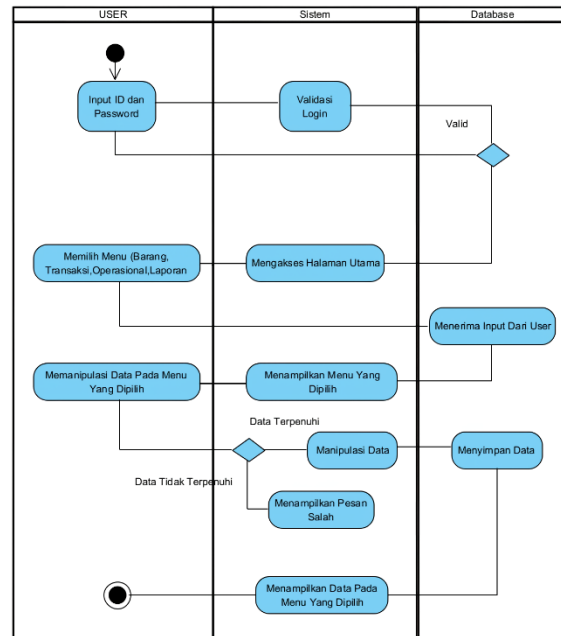 USER
Sistem
Database
Input ID dan
Password
Validasi
Login
Valid
Memilih Menu (Barang,
Transaksi,Operasional,Laporan
Mengakses Halaman Utama
Menerima Input Dari User
Memanipulasi Data Pada Menu
Yang Dipilih
Menampilkan Menu Yang
Dipilih
Data Terpenuhi
Manipulasi Data
Menyimpan Data
Data Tidak Terpenuhi
Menampilkan Pesan
Salah
Menampilkan Data Pada
Menu Yang Dipilih